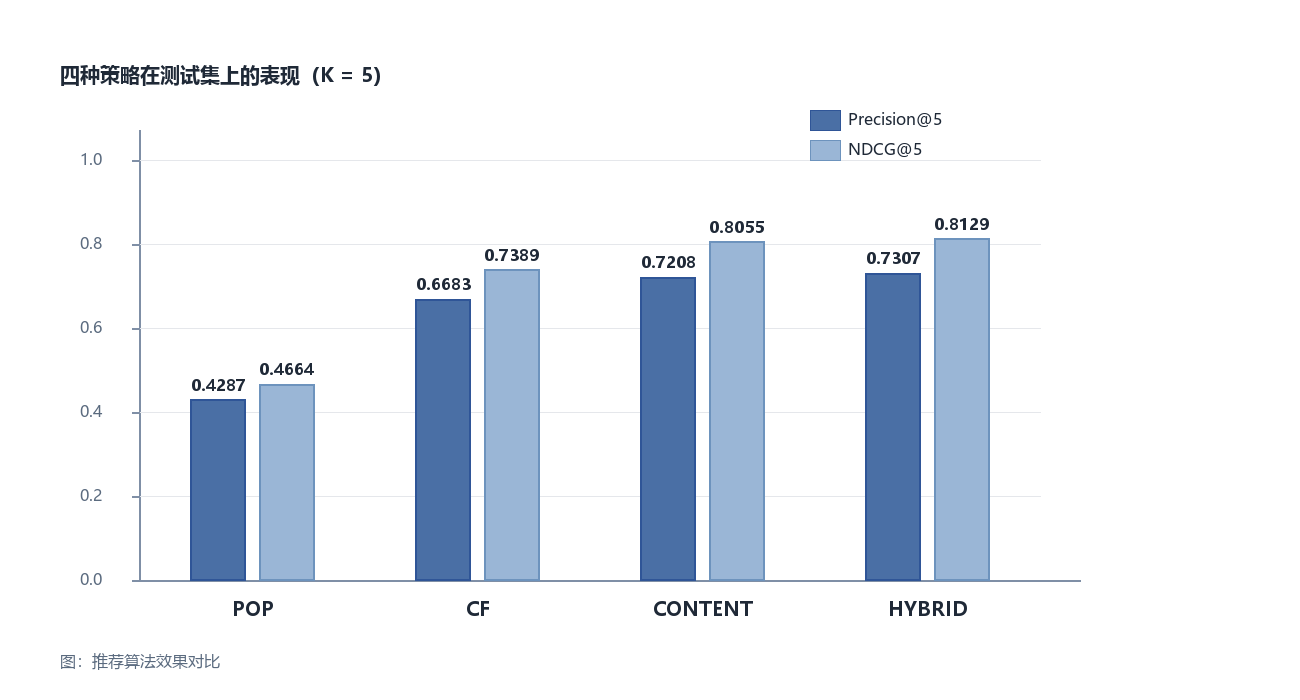 四种策略在测试集上的表现（K = 5）
Precision@5
NDCG@5
1.0
0.8
0.6
0.4
0.2
0.0
0.4287
0.4664
0.6683
0.7389
0.7208
0.8055
0.7307
0.8129
POP
CF
CONTENT
HYBRID
图：推荐算法效果对比